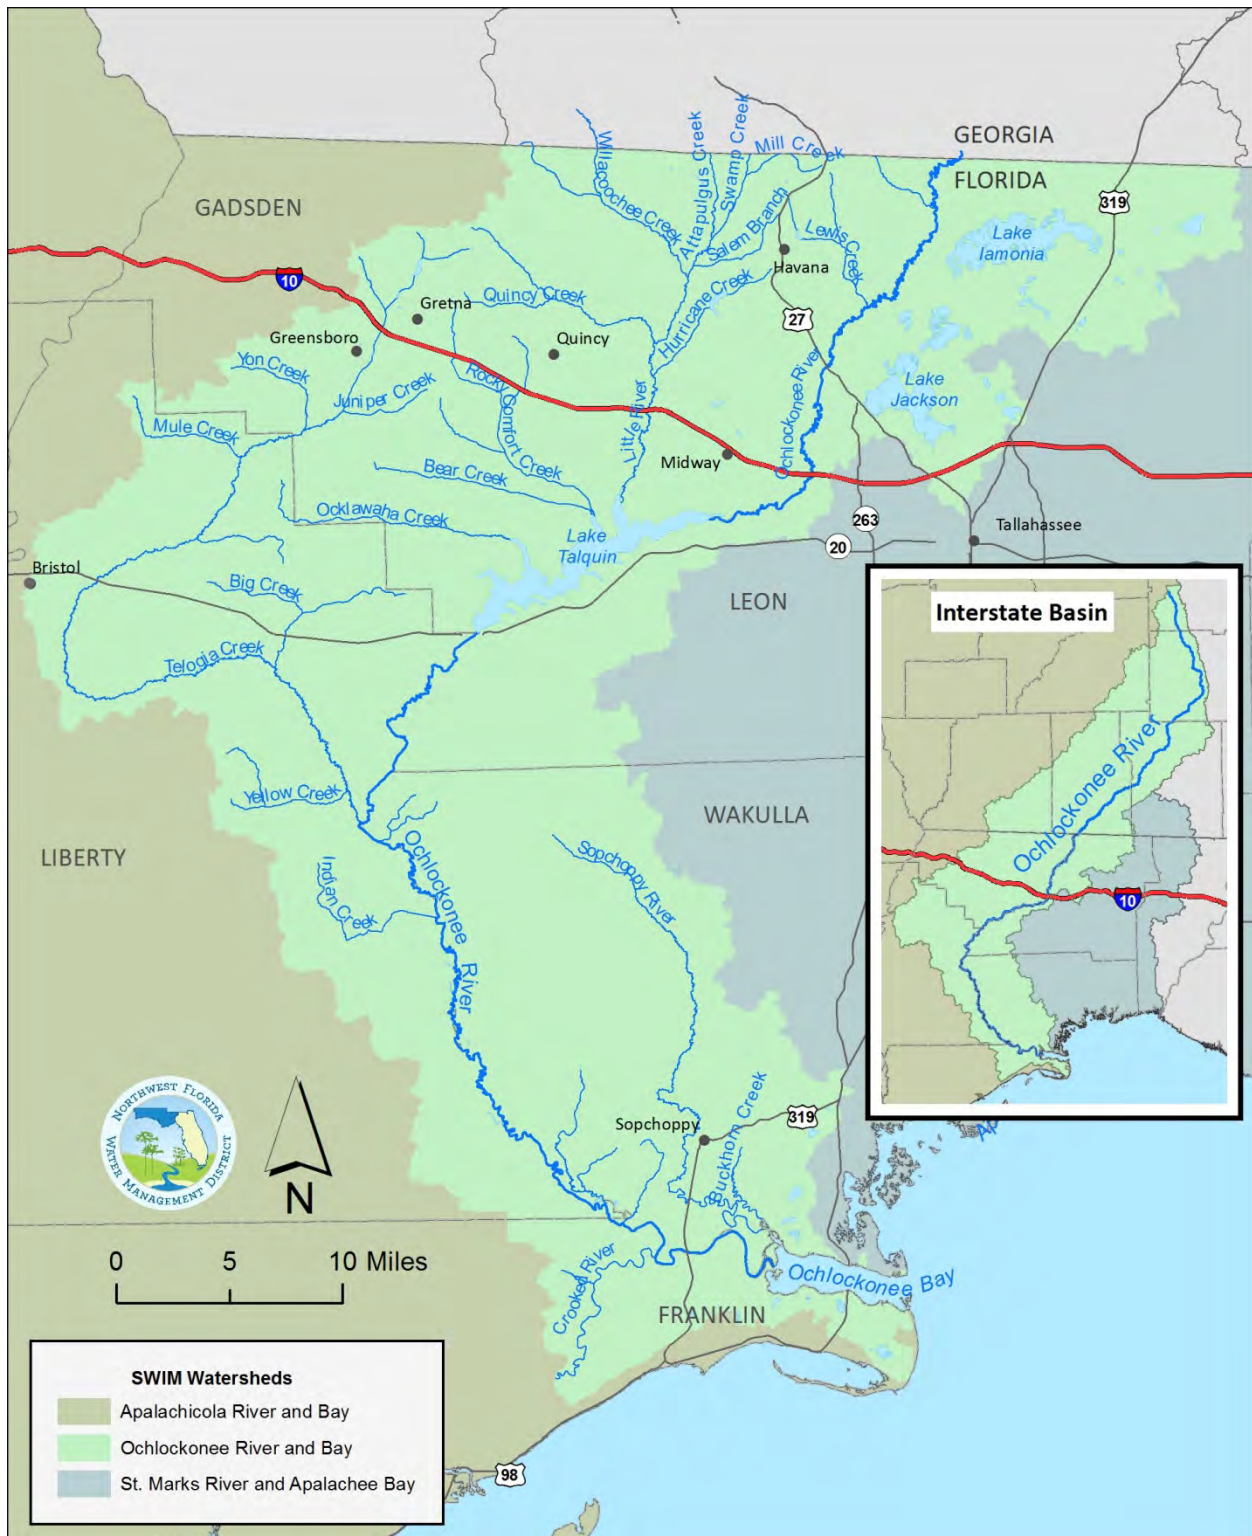 GEORGIA
FLORIDA
GADSDEN
Willacoochee Creek
Attapulgus Creek
Swamp Creek
Mill Creek
Salem Branch
Lewis Creek
Havana
Hurricane Creek
319
Lake
Iamonia
10
Gretna
Quincy Creek
Quincy
27
Greensboro
Yon Creek
Juniper Creek
Rocky Comfort Creek
Little River
Ochlockonee River
Lake
Jackson
Mule Creek
Bear Creek
Midway
Ocklawaha Creek
Lake
Talquin
263
20
Tallahassee
Bristol
Big Creek
LEON
Telogia Creek
Interstate Basin
Ochlockonee River
10
Yellow Creek
WAKULLA
LIBERTY
Ochlockonee River
Indian Creek
Sopchoppy River
NORTHWEST FLORIDA
WATER MANAGEMENT DISTRICT
N
Sopchoppy
Buckhorn Creek
319
Ap
0 5 10 Miles
Crooked River
Ochlockonee Bay
FRANKLIN
SWIM Watersheds
Apalachicola River and Bay
Ochlockonee River and Bay
St. Marks River and Apalachee Bay
98